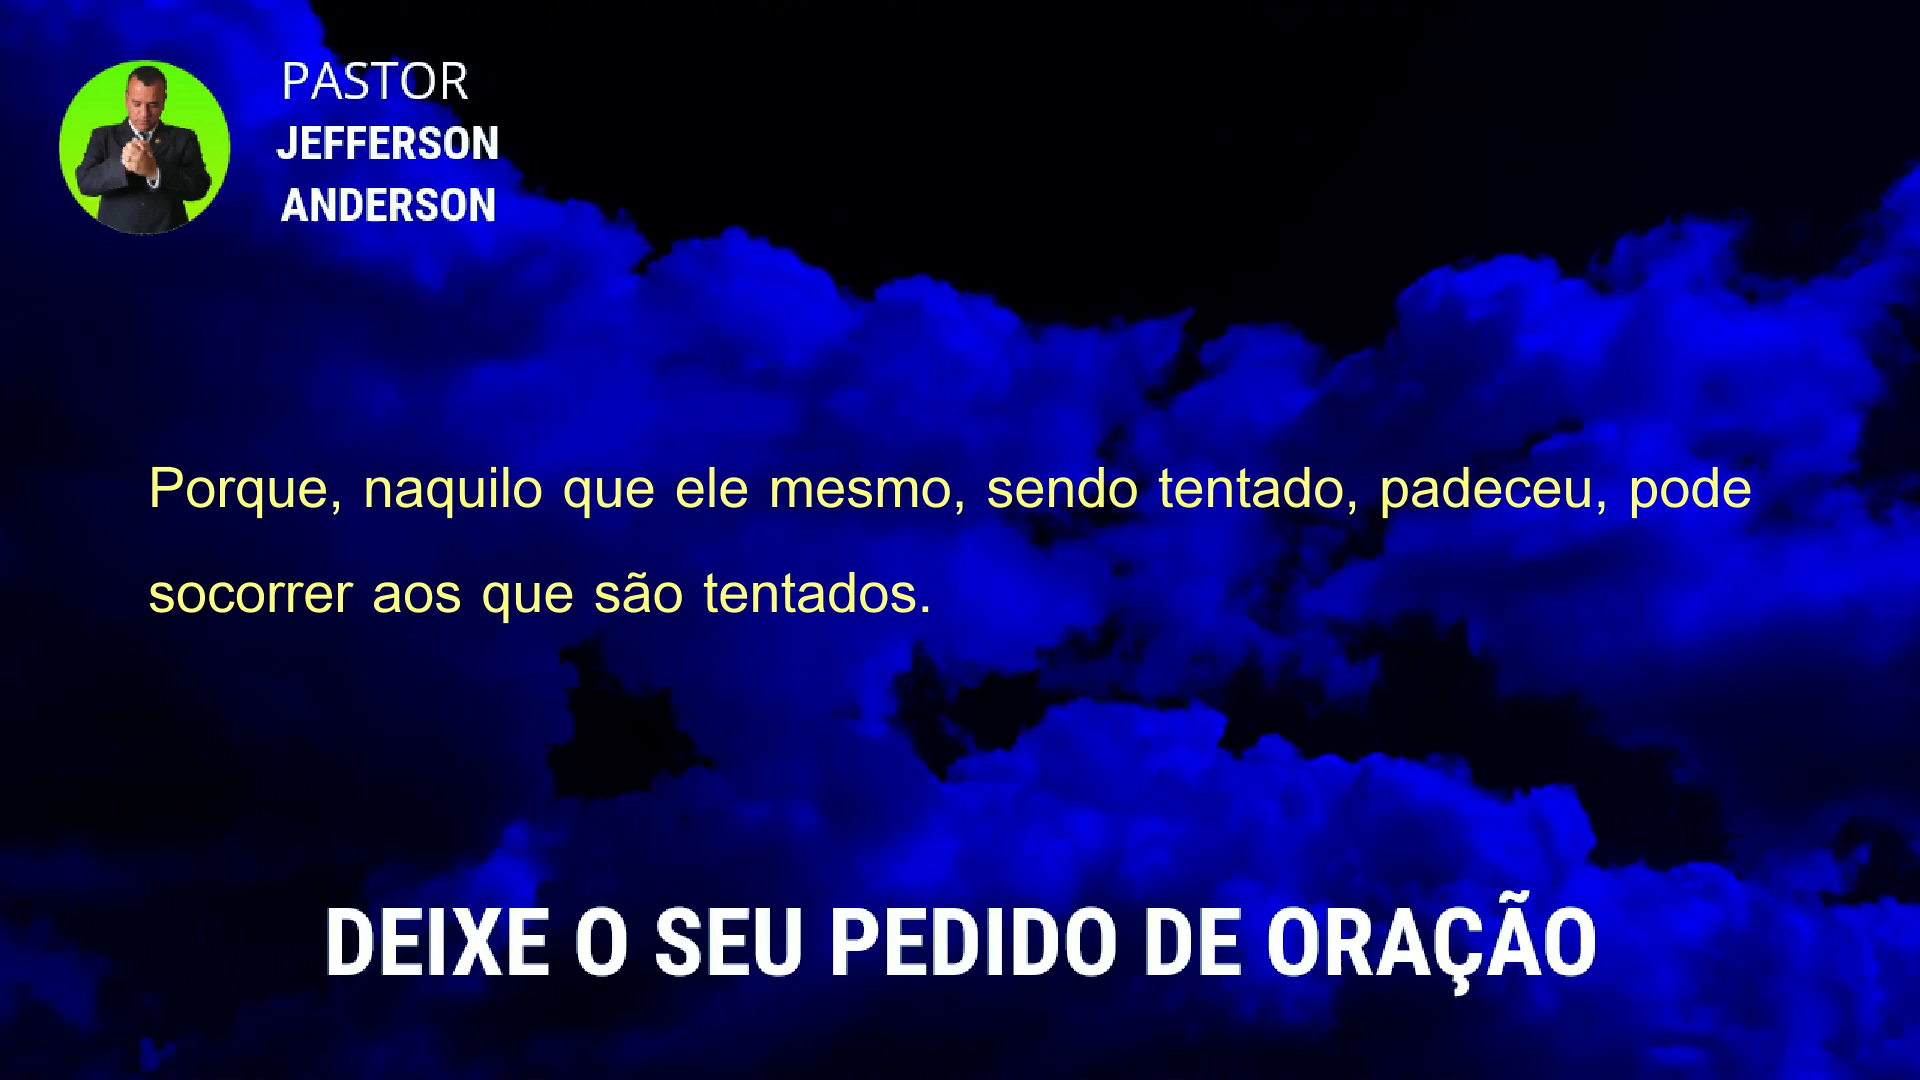 PASTOR
JEFFERSON
ANDERSON
Porque, naquilo que ele mesmo, sendo tentado, padeceu, pode
socorrer aos que são tentados.
DEIXE O SEU PEDIDO DE ORAÇÃO